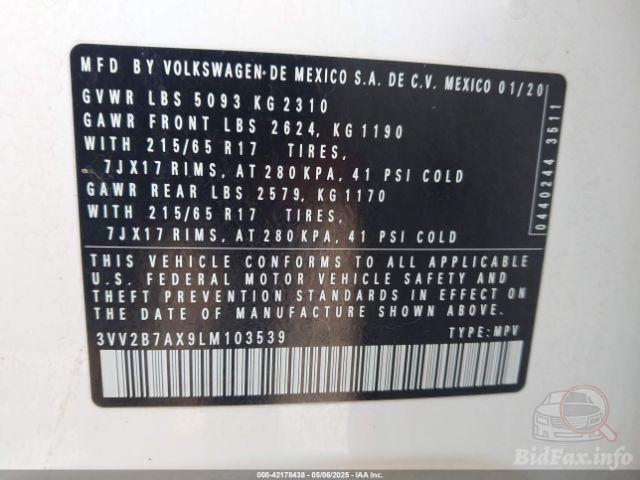 MFD BY VOLKSWAGEN DE MEXICO S.A. DE C.V. MEXICO 01/20
GVWR LBS 5093 KG 2310
GAWR FRONT LBS 2624, KG 1190
WITH 215/65 R17 TIRES,
7JX17 RIMS, AT 280 KPA, 41 PSI COLD
GAWR REAR LBS 2579, KG 1170
WITH 215/65 R17 TIRES,
7JX17 RIMS, AT 280 KPA, 41 PSI COLD
0440244 3511
THIS VEHICLE CONFORMS TO ALL APPLICABLE
U.S. FEDERAL MOTOR VEHICLE SAFETY AND
THEFT PREVENTION STANDARDS IN EFFECT ON
THE DATE OF MANUFACTURE SHOWN ABOVE.
3VV2B7AX9LM103539 TYPE: MPV
BidFax.info
000-42178438 - 05/06/2025 - IAA Inc.